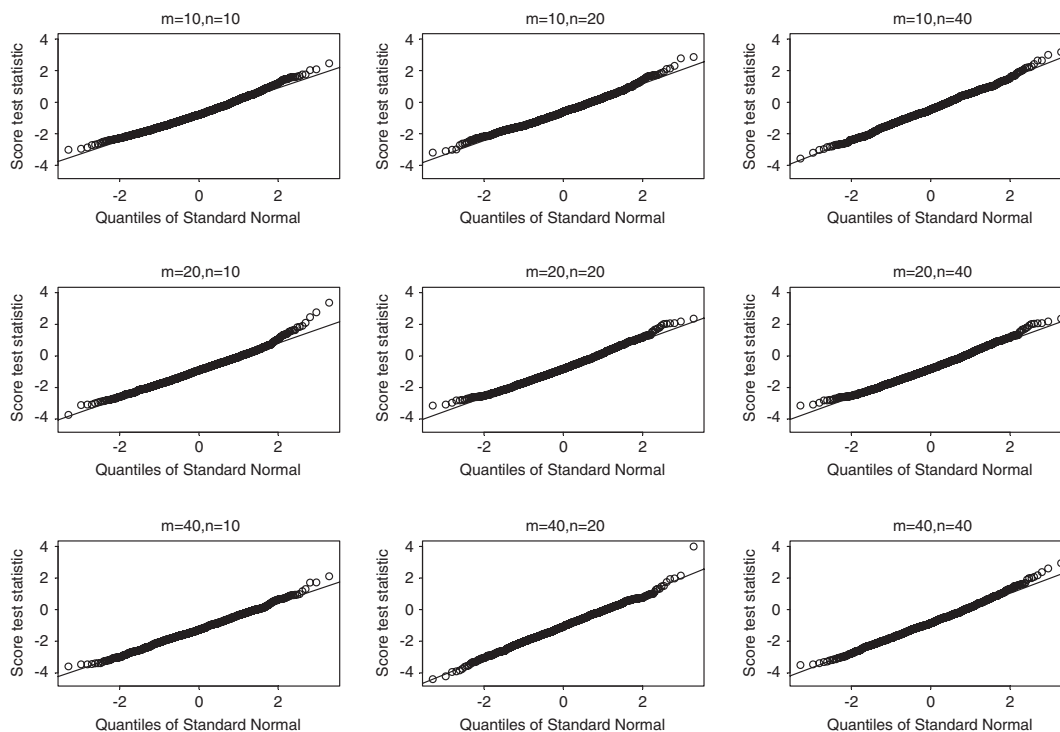 m=10,n=10
Score test statistic
4
2
0
-2
-4
-2 0 2
Quantiles of Standard Normal
m=10,n=20
Score test statistic
4
2
0
-2
-4
-2 0 2
Quantiles of Standard Normal
m=10,n=40
Score test statistic
4
2
0
-2
-4
-2 0 2
Quantiles of Standard Normal
m=20,n=10
Score test statistic
4
2
0
-2
-4
-2 0 2
Quantiles of Standard Normal
m=20,n=20
Score test statistic
4
2
0
-2
-4
-2 0 2
Quantiles of Standard Normal
m=20,n=40
Score test statistic
4
2
0
-2
-4
-2 0 2
Quantiles of Standard Normal
m=40,n=10
Score test statistic
4
2
0
-2
-4
-2 0 2
Quantiles of Standard Normal
m=40,n=20
Score test statistic
4
2
0
-2
-4
-2 0 2
Quantiles of Standard Normal
m=40,n=40
Score test statistic
4
2
0
-2
-4
-2 0 2
Quantiles of Standard Normal